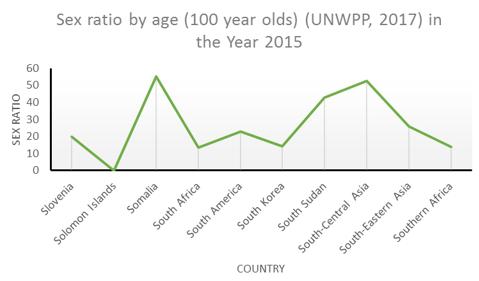 Sex ratio by age (100 year olds) (UNWPP, 2017) in
the Year 2015
SEX RATIO
60
50
40
30
20
10
0
Slovenia
Solomon Islands
Somalia
South Africa
South America
South Korea
South Sudan
South-Central Asia
South-Eastern Asia
Southern Africa
COUNTRY